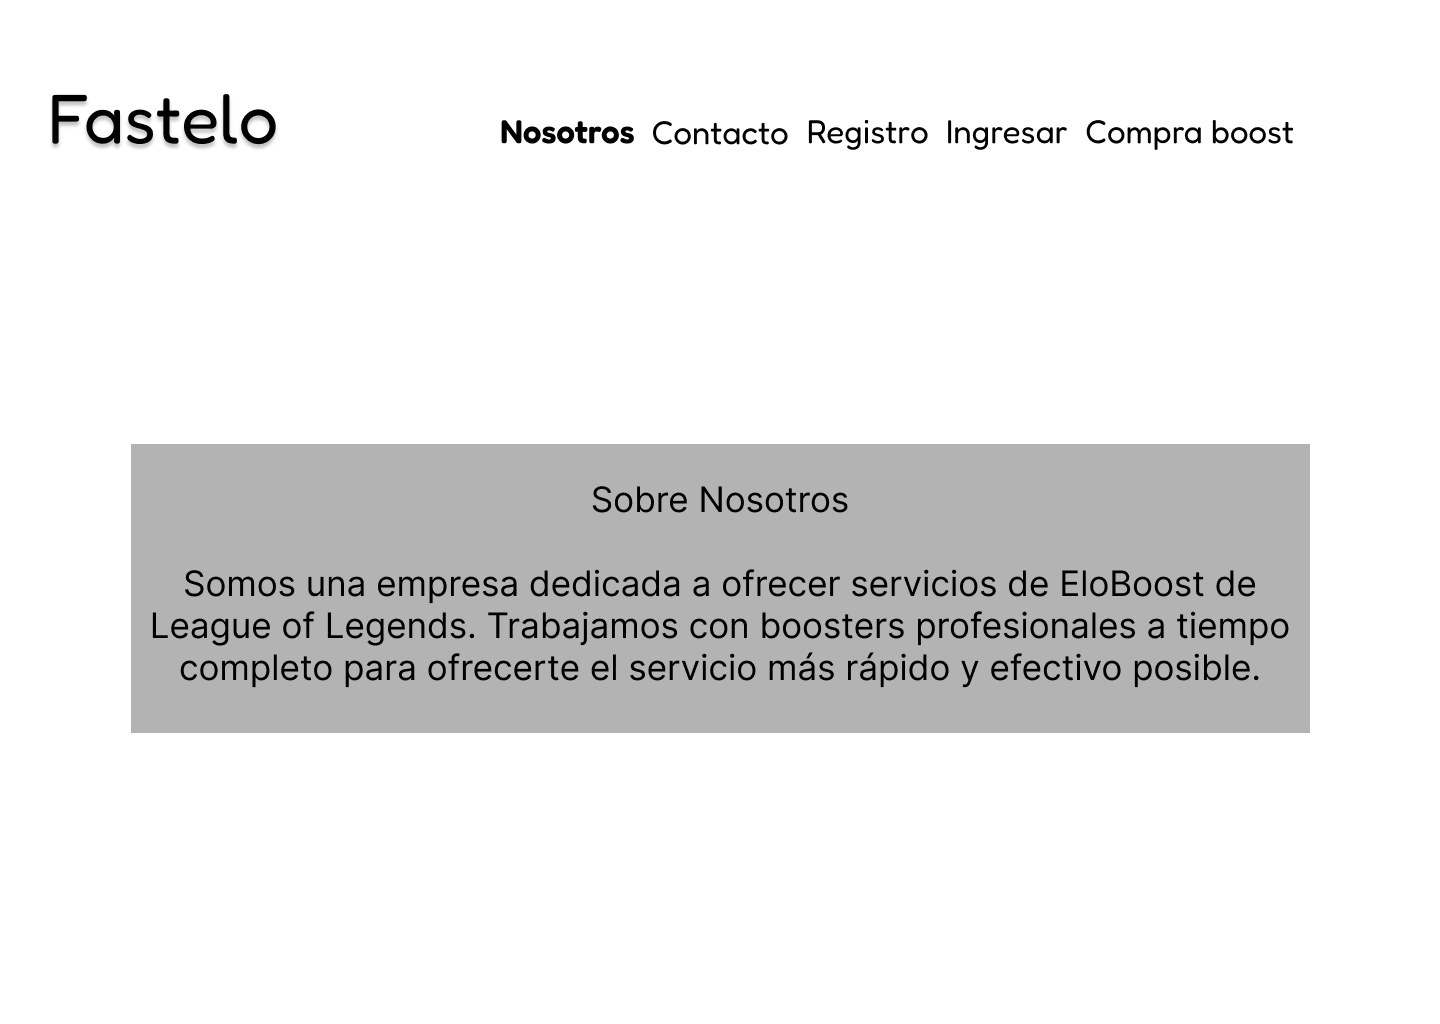 Fastelo
Nosotros Contacto Registro Ingresar Compra boost
Sobre Nosotros
Somos una empresa dedicada a ofrecer servicios de EloBoost de
League of Legends. Trabajamos con boosters profesionales a tiempo
completo para ofrecerte el servicio más rápido y efectivo posible.